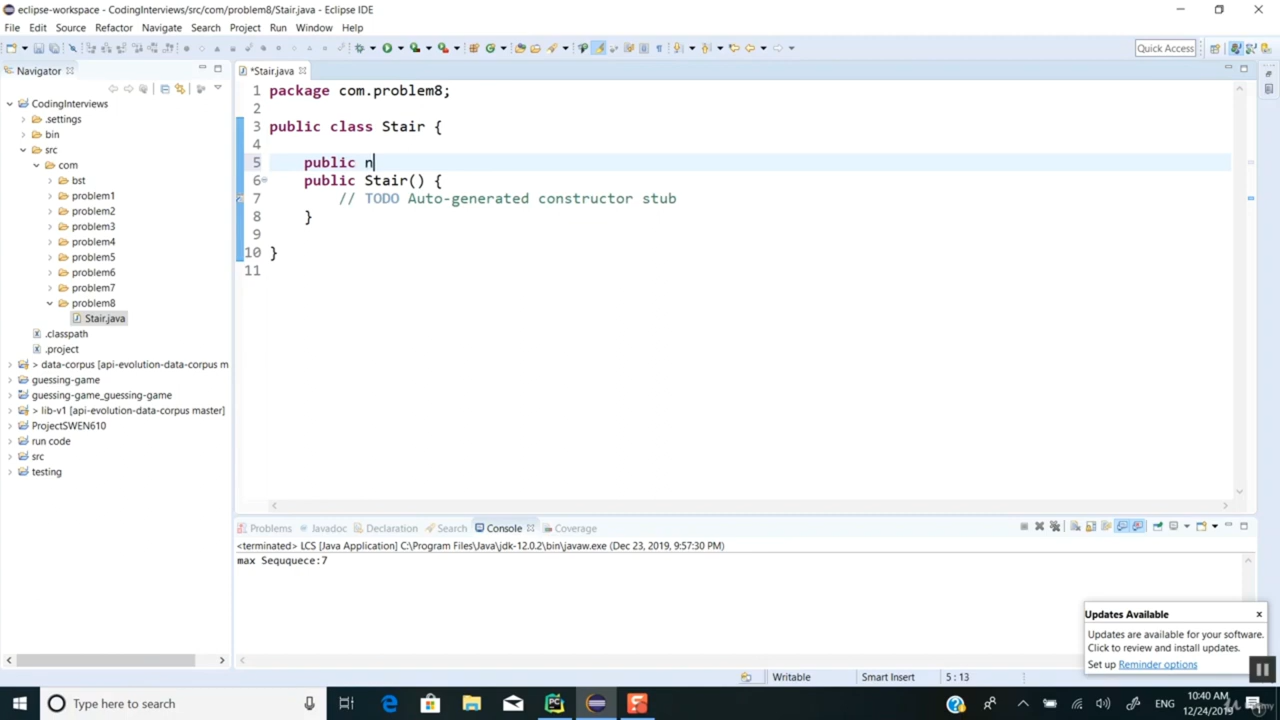 eclipse-workspace - CodingInterviews/src/com/problem8/Stair.java - Eclipse IDE
File Edit Source Refactor Navigate Search Project Run Window Help
Quick Access
Navigator
*Stair.java
CodingInterviews
.settings
bin
src
com
bst
problem1
problem2
problem3
problem4
problem5
problem6
problem7
problem8
Stair.java
.classpath
.project
> data-corpus [api-evolution-data-corpus m
guessing-game
guessing-game_guessing-game
> lib-v1 [api-evolution-data-corpus master]
ProjectSWEN610
run code
src
testing
1 package com.problem8;
2
3 public class Stair {
4
5 public n
6 public Stair() {
7 // TODO Auto-generated constructor stub
8 }
9
10 }
11
Problems Javadoc Declaration Search Console Coverage
<terminated> LCS [Java Application] C:\Program Files\Java\jdk-12.0.2\bin\javaw.exe (Dec 23, 2019, 9:57:30 PM)
max Seququece:7
Updates Available x
Updates are available for your software.
Click to review and install updates.
Set up Reminder options
Writable Smart Insert 5 : 13
Type here to search
ENG
10:40 AM